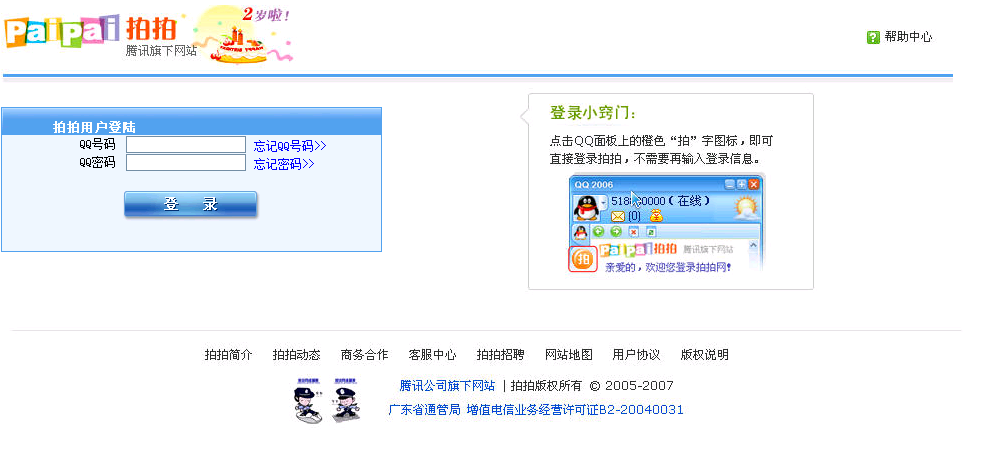 PaiPai 拍拍
腾讯旗下网站
2岁啦!
帮助中心
拍拍用户登陆
QQ号码 忘记QQ号码>>
QQ密码 忘记密码>>
登 录
登录小窍门：
点击QQ面板上的橙色“拍”字图标，即可
直接登录拍拍，不需要再输入登录信息。
QQ 2006
(在线)
(0)
PaiPai拍拍 腾讯旗下网站
拍
亲爱的，欢迎您登录拍拍网!
拍拍简介 拍拍动态 商务合作 客服中心 拍拍招聘 网站地图 用户协议 版权说明
腾讯公司旗下网站 | 拍拍版权所有 © 2005-2007
广东省通管局 增值电信业务经营许可证B2-20040031